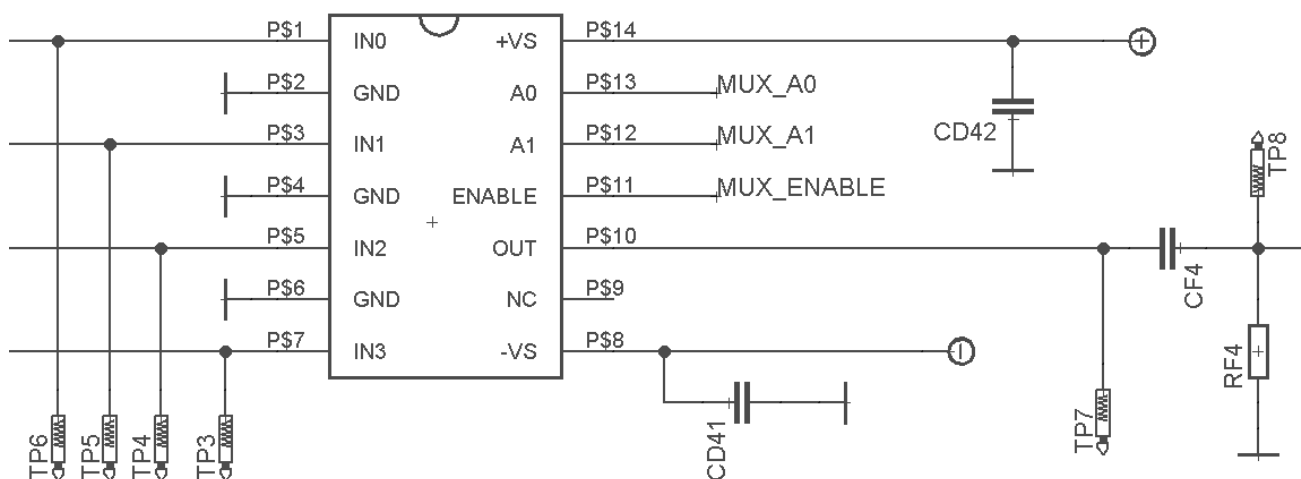 P$1 IN0 +VS P$14
P$2 GND A0 P$13 MUX_A0
P$3 IN1 A1 P$12 MUX_A1
CD42
TP8
P$4 GND ENABLE P$11 MUX_ENABLE
P$5 IN2 OUT P$10
CF4
P$6 GND NC P$9
P$7 IN3 -VS P$8
RF4
TP6
TP5
TP4
TP3
CD41
TP7